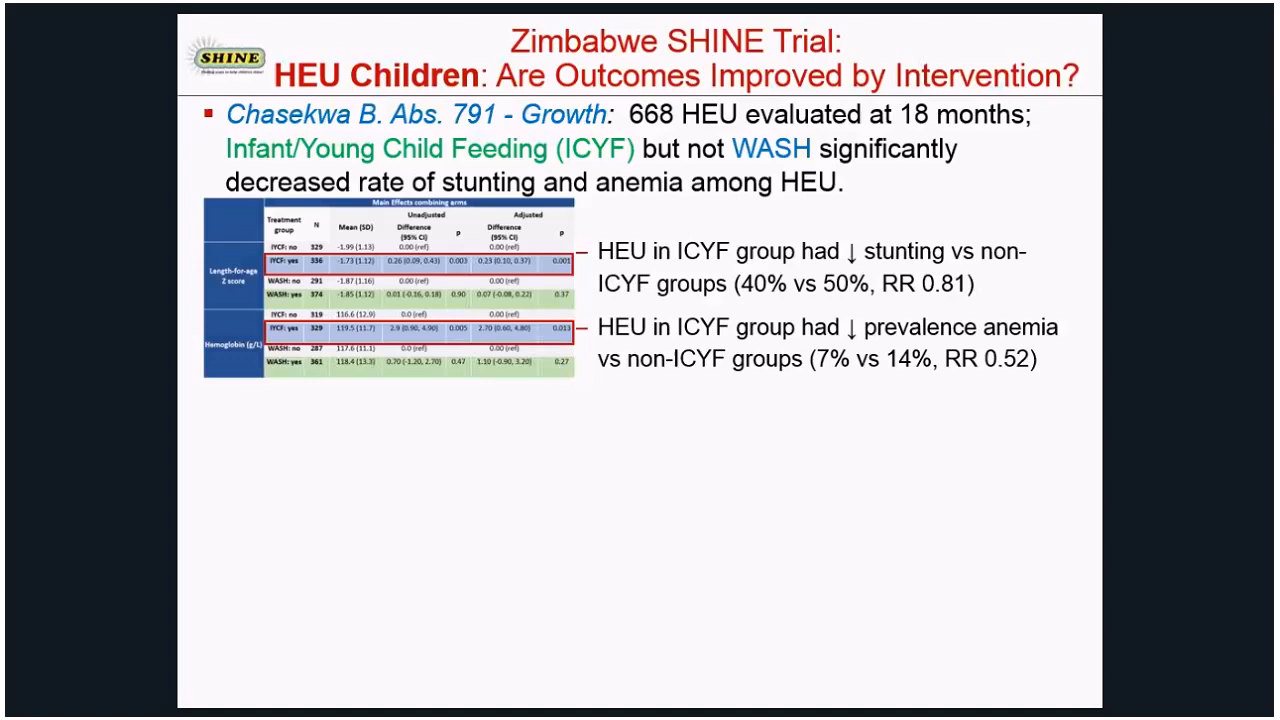 SHINE
Zimbabwe SHINE Trial:
HEU Children: Are Outcomes Improved by Intervention?
▪ Chasekwa B. Abs. 791 - Growth: 668 HEU evaluated at 18 months;
Infant/Young Child Feeding (ICYF) but not WASH significantly
decreased rate of stunting and anemia among HEU.
Main Effects combining arms
Treatment group N Mean (SD) Unadjusted Difference (95% CI) p Adjusted Difference (95% CI) p
Length-for-age Z score
IYCF: no 329 -1.99 (1.13) 0.00 (ref) 0.00 (ref)
IYCF: yes 336 -1.73 (1.12) 0.26 (0.09, 0.43) 0.003 0.23 (0.10, 0.37) 0.001
WASH: no 291 -1.87 (1.16) 0.00 (ref) 0.00 (ref)
WASH: yes 374 -1.85 (1.12) 0.01 (-0.16, 0.18) 0.90 0.07 (-0.08, 0.22) 0.37
Hemoglobin (g/L)
IYCF: no 319 116.6 (12.9) 0.0 (ref) 0.00 (ref)
IYCF: yes 329 119.5 (11.7) 2.9 (0.90, 4.90) 0.005 2.70 (0.60, 4.80) 0.013
WASH: no 287 117.6 (11.1) 0.0 (ref) 0.00 (ref)
WASH: yes 361 118.4 (13.3) 0.70 (-1.20, 2.70) 0.47 1.10 (-0.90, 3.20) 0.27
HEU in ICYF group had ↓ stunting vs non-
ICYF groups (40% vs 50%, RR 0.81)
HEU in ICYF group had ↓ prevalence anemia
vs non-ICYF groups (7% vs 14%, RR 0.52)